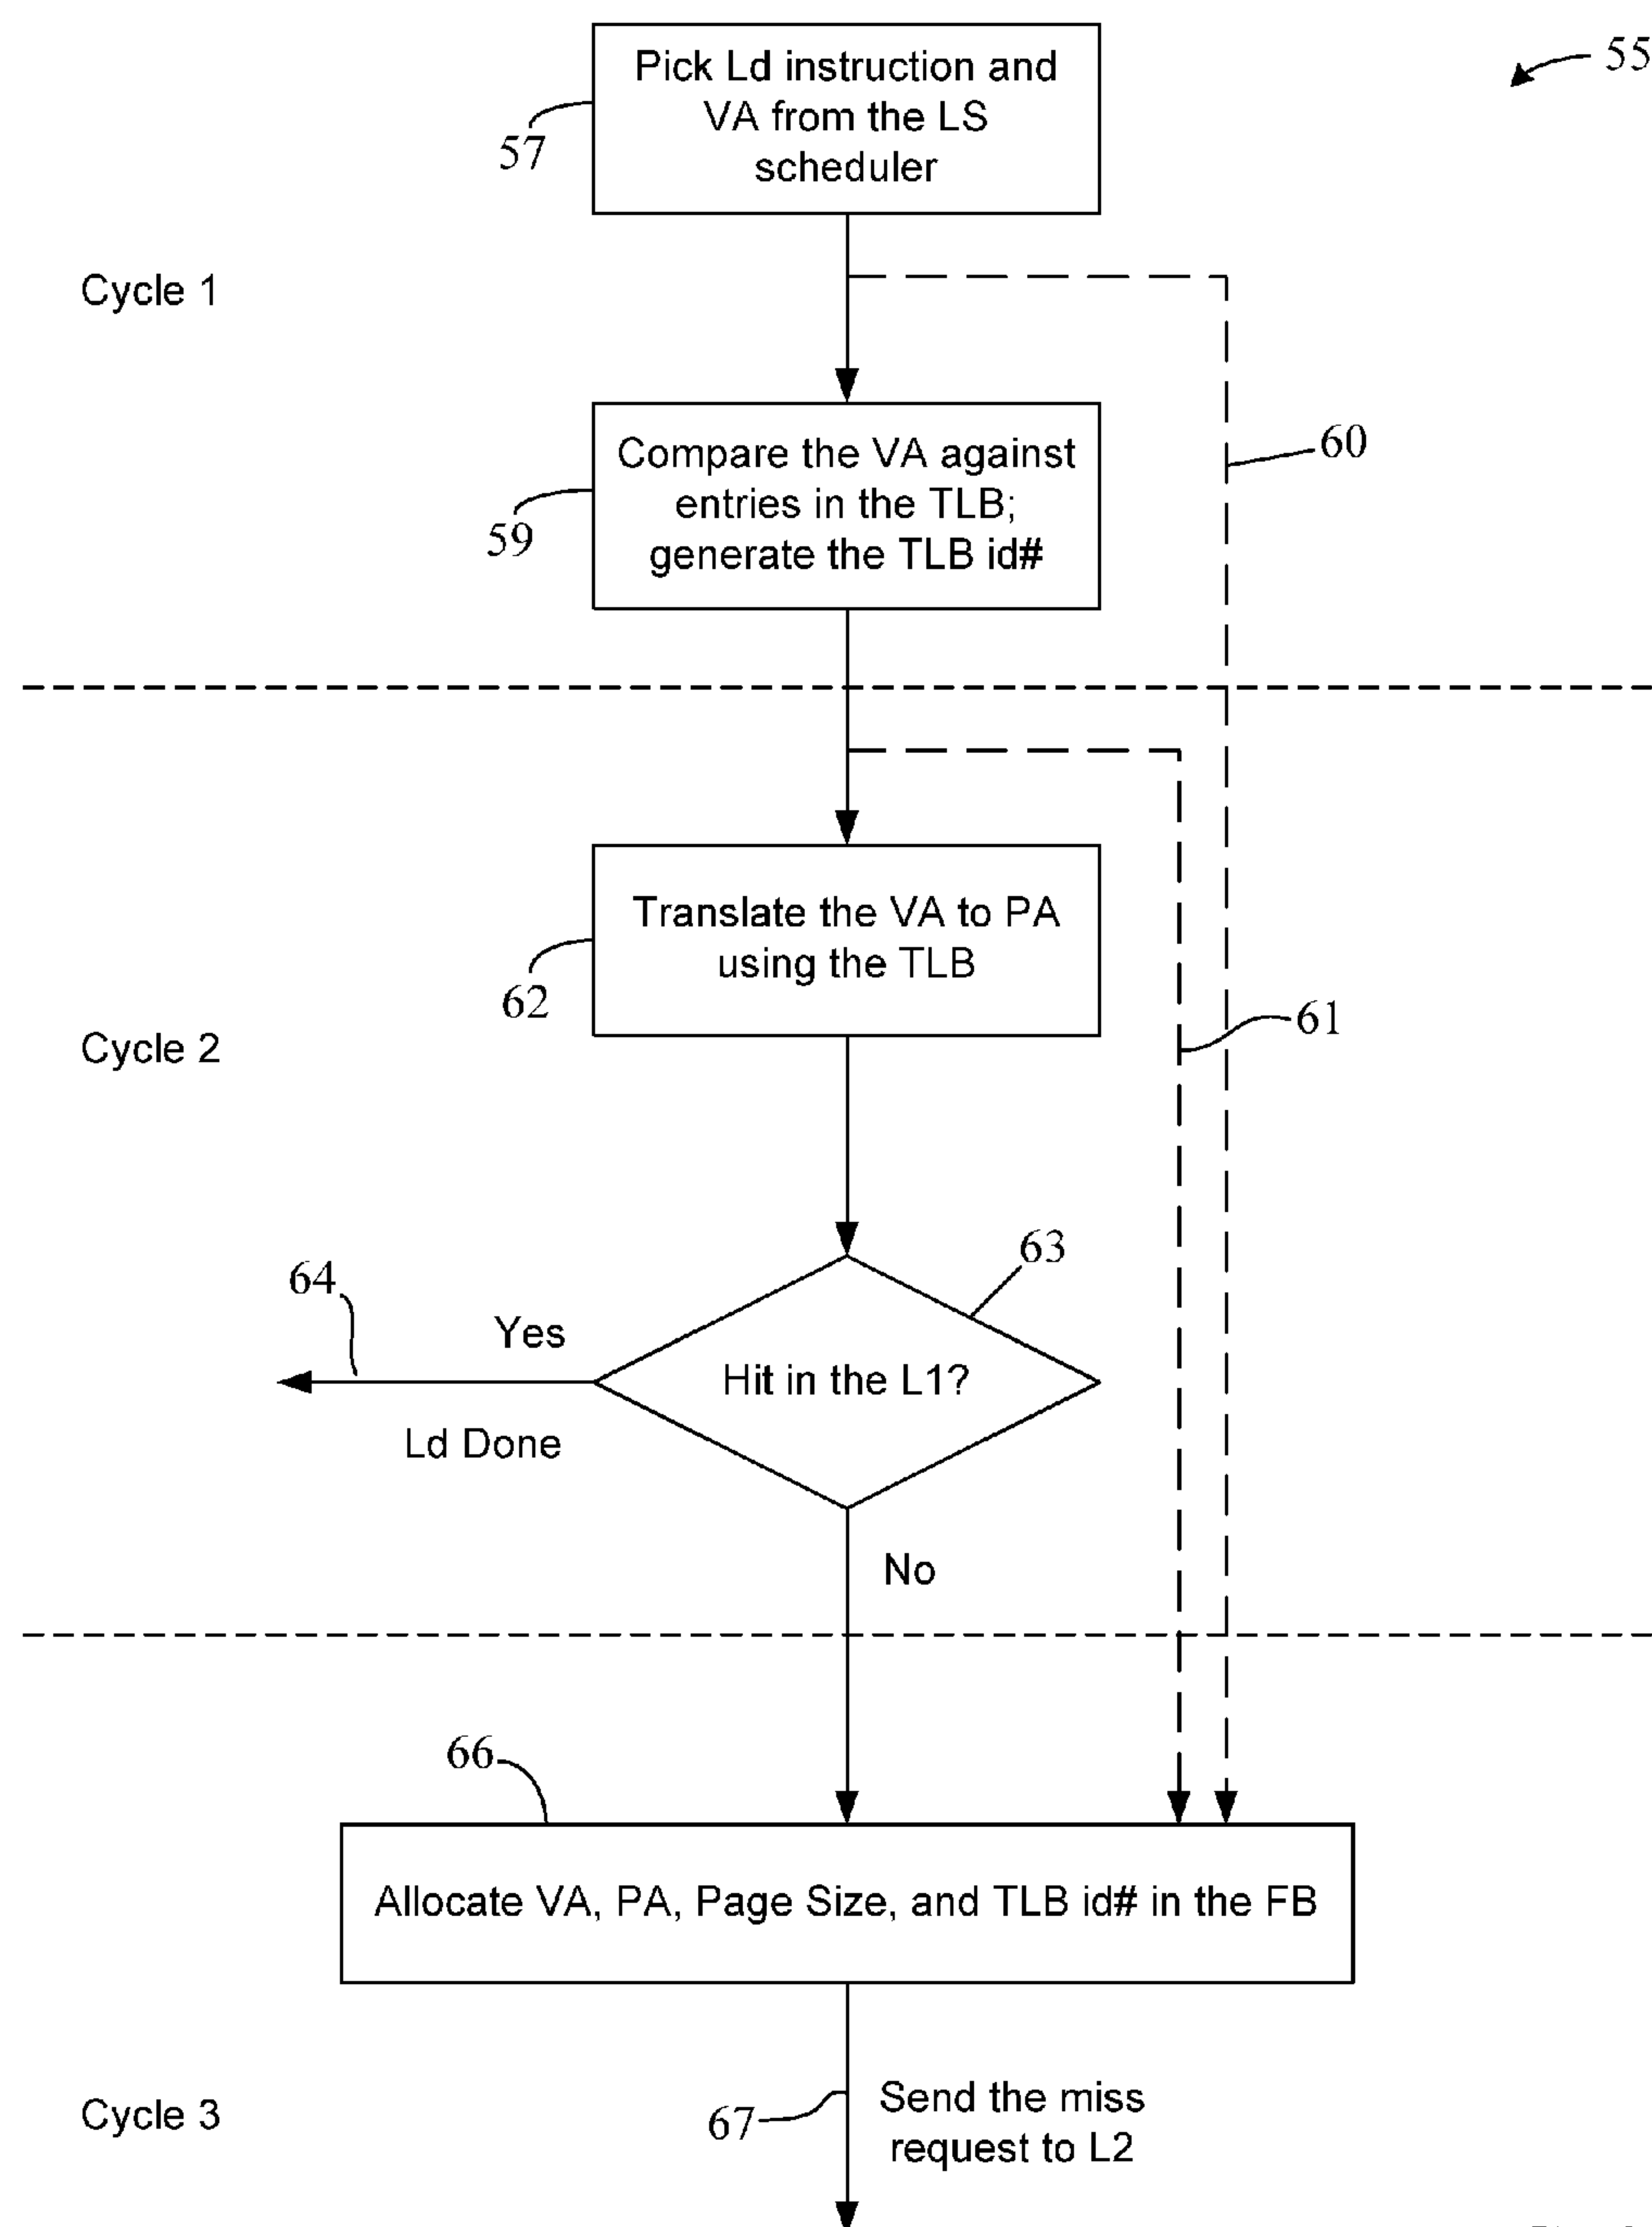 55
Pick Ld instruction and
VA from the LS
scheduler
57
Cycle 1
60
Compare the VA against
entries in the TLB;
generate the TLB id#
59
Translate the VA to PA
using the TLB
62
61
Cycle 2
63
64
Yes
Hit in the L1?
Ld Done
No
66
Allocate VA, PA, Page Size, and TLB id# in the FB
Cycle 3
67
Send the miss
request to L2